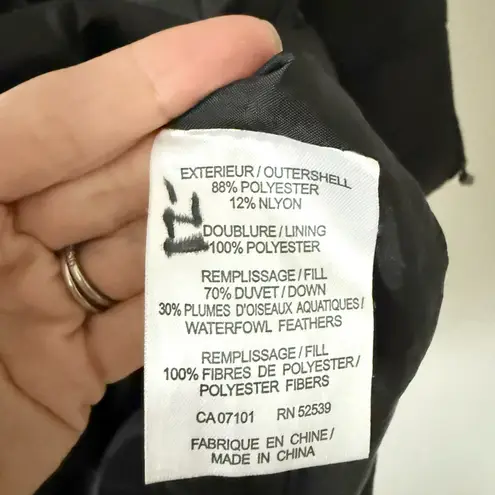 EXTERIEUR / OUTERSHELL
88% POLYESTER
12% NLYON
DOUBLURE / LINING
100% POLYESTER
REMPLISSAGE / FILL
70% DUVET / DOWN
30% PLUMES D'OISEAUX AQUATIQUES /
WATERFOWL FEATHERS
REMPLISSAGE / FILL
100% FIBRES DE POLYESTER /
POLYESTER FIBERS
CA 07101 RN 52539
FABRIQUE EN CHINE /
MADE IN CHINA